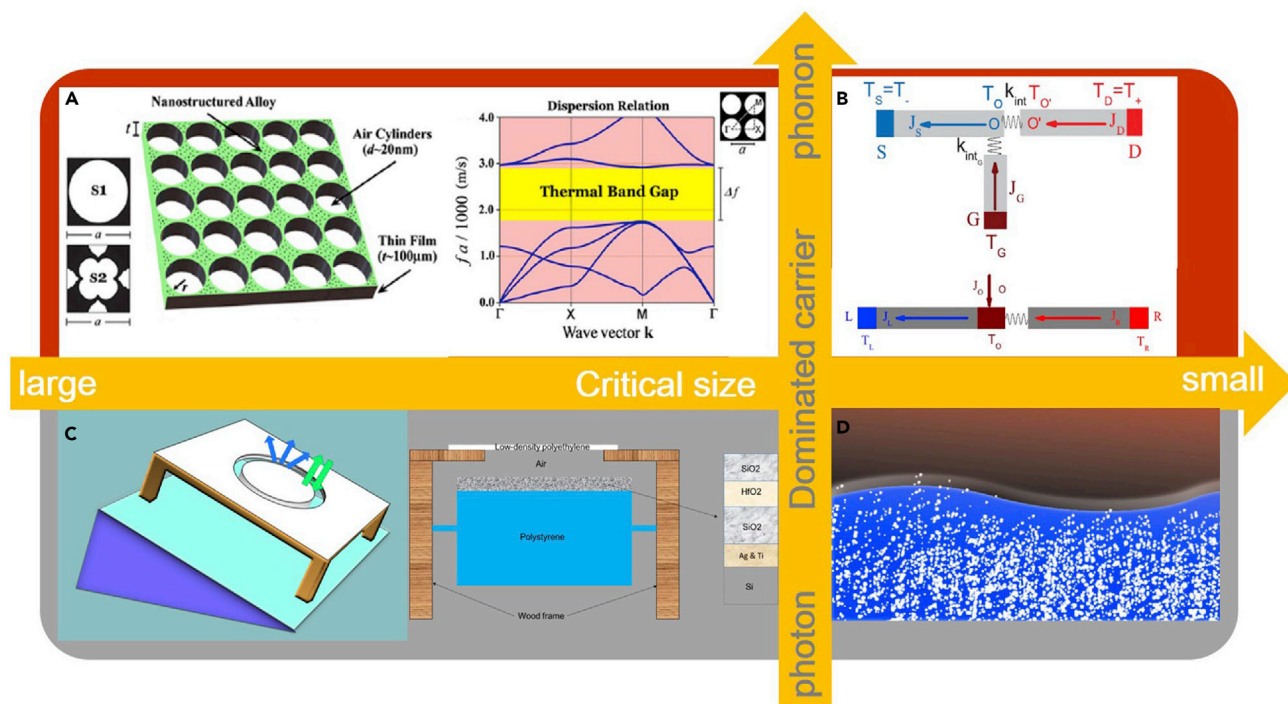 A
Nanostructured Alloy
t
Air Cylinders
(d~20nm)
S1
a
S2
a
Thin Film
(t~100μm)
r
Dispersion Relation
M
Γ
X
a
f a / 1000 (m/s)
4.0
3.0
2.0
1.0
0.0
Thermal Band Gap
Δf
Γ
X
M
Γ
Wave vector k
B
T_S=T_-
T_O
k_int
T_O'
T_D=T_+
J_S
O
O'
J_D
S
D
k_int_G
J_G
G
T_G
J_O
O
L
J_L
J_R
R
T_L
T_O
T_R
large
Critical size
small
phonon
Dominated carrier
photon
C
Low-density polyethylene
Air
Polystyrene
Wood frame
SiO2
HfO2
SiO2
Ag & Ti
Si
D